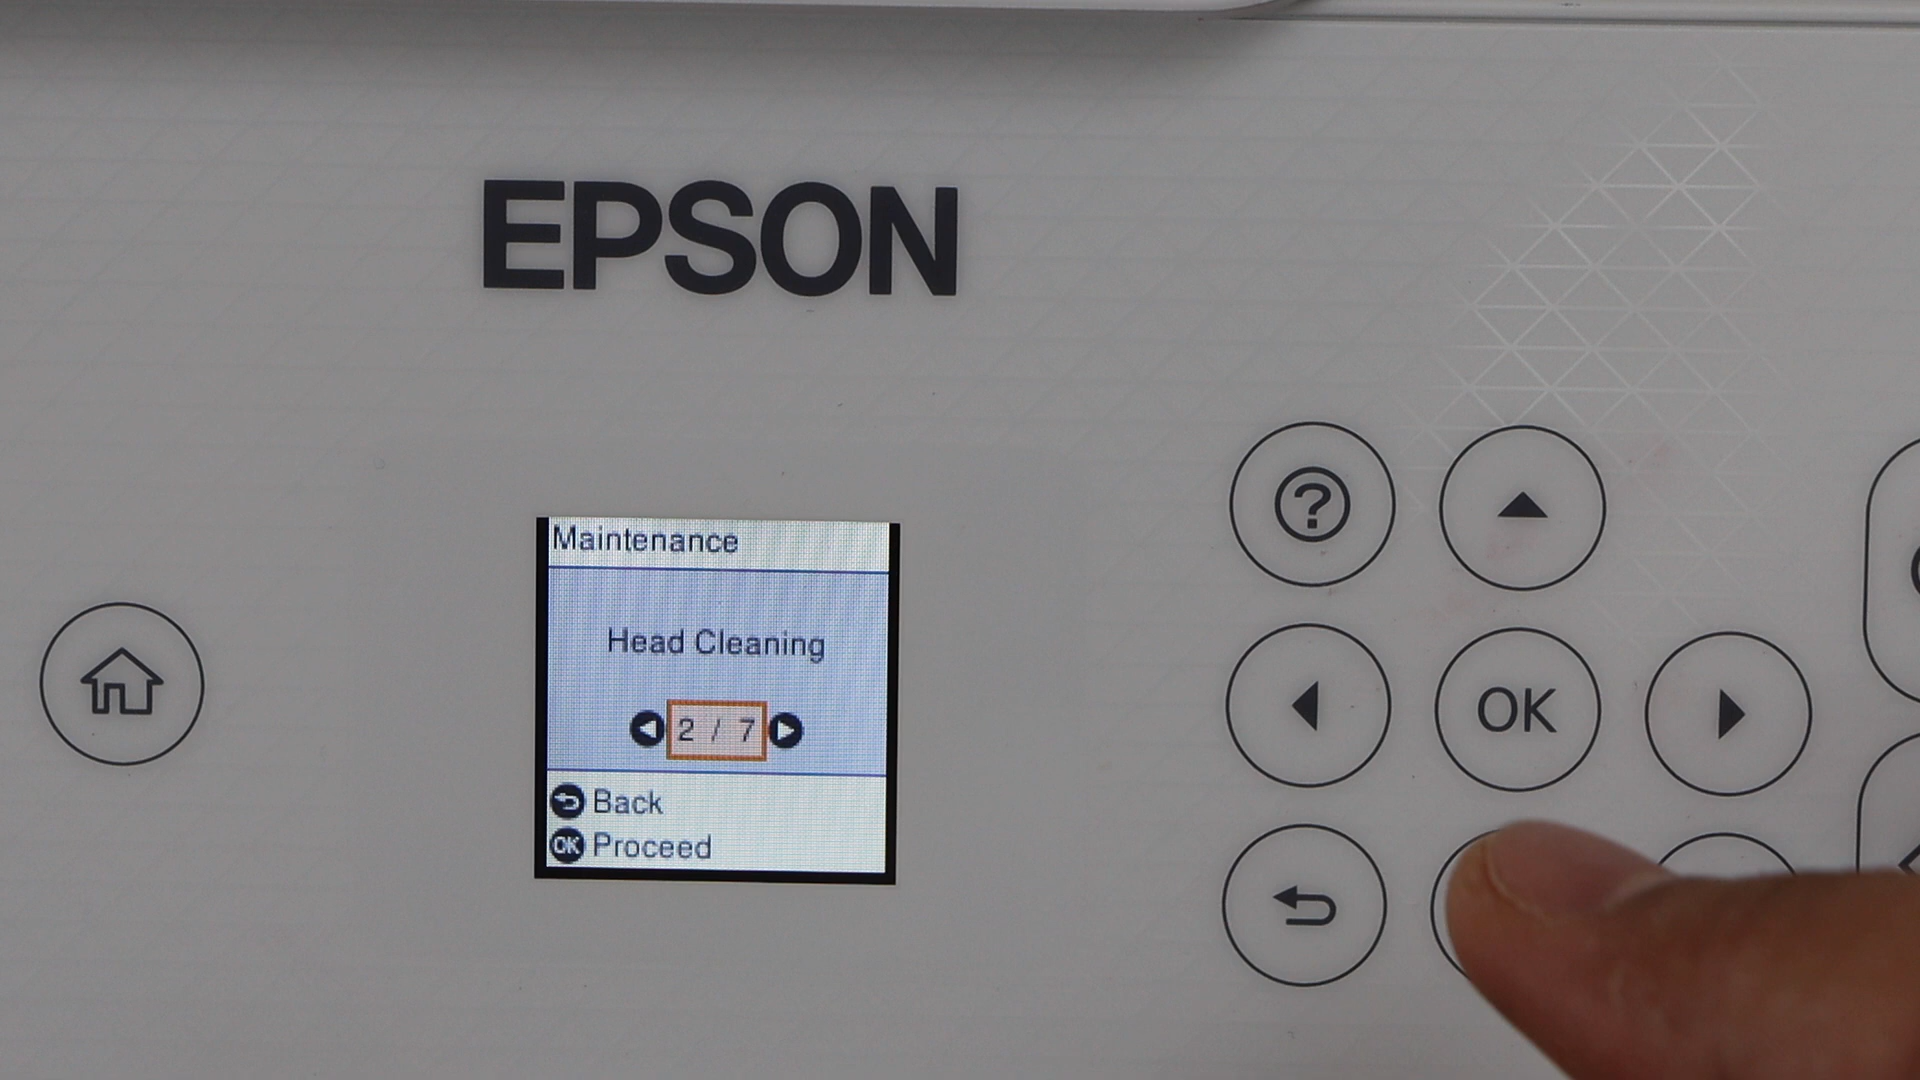 EPSON
Maintenance
Head Cleaning
2 / 7
Back
OK Proceed
?
OK